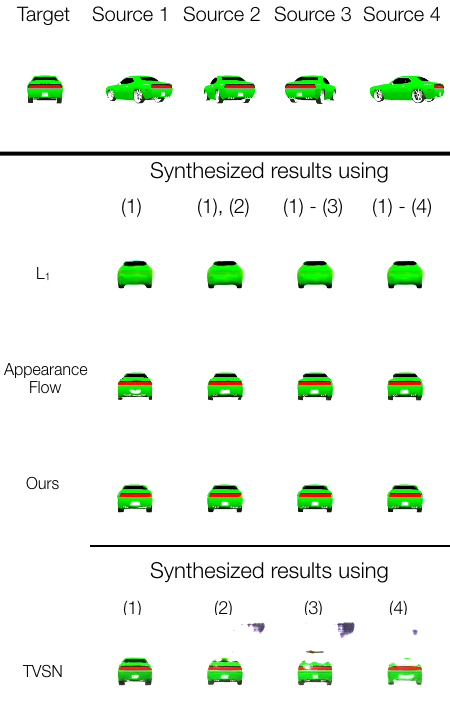 Target Source 1 Source 2 Source 3 Source 4
Synthesized results using
(1) (1), (2) (1) - (3) (1) - (4)
L₁
Appearance
Flow
Ours
Synthesized results using
(1) (2) (3) (4)
TVSN